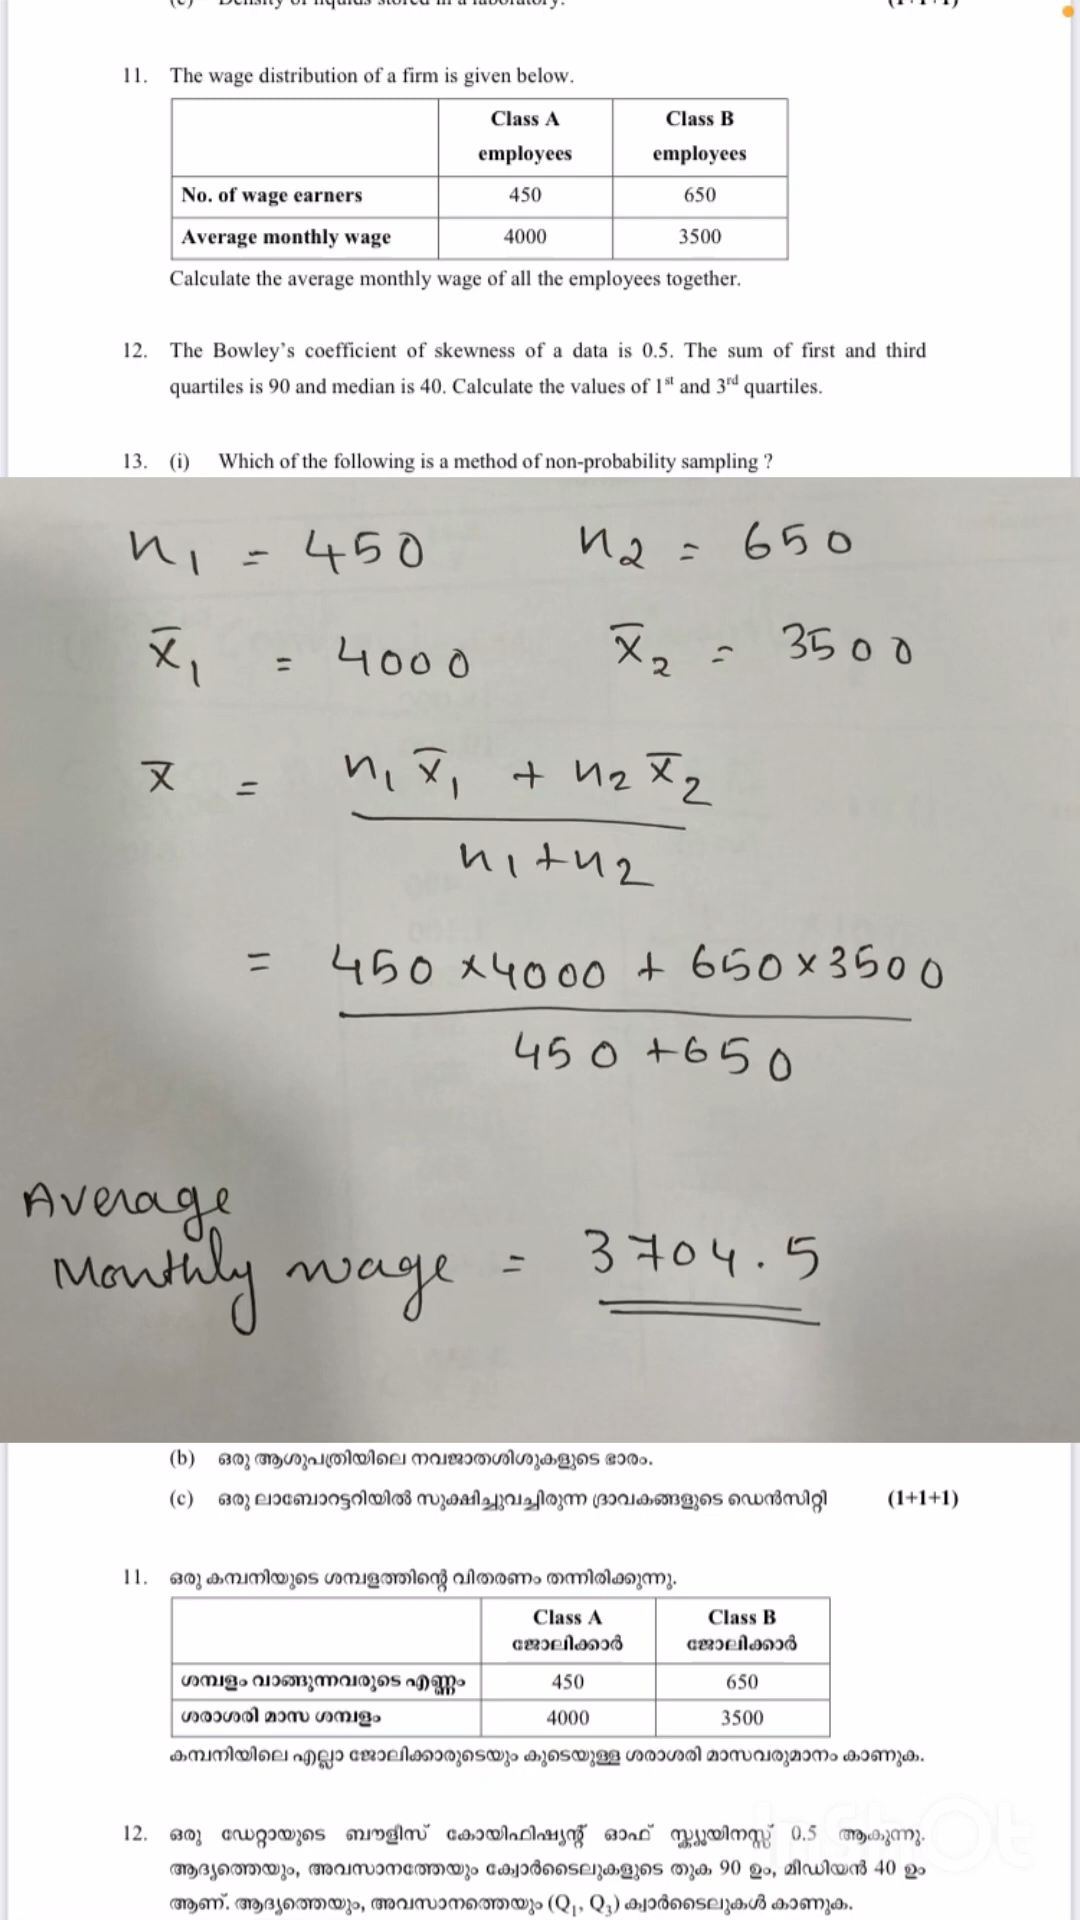 11. The wage distribution of a firm is given below.
Class A employees Class B employees
No. of wage earners 450 650
Average monthly wage 4000 3500
Calculate the average monthly wage of all the employees together.
12. The Bowley's coefficient of skewness of a data is 0.5. The sum of first and third
quartiles is 90 and median is 40. Calculate the values of 1st and 3rd quartiles.
13. (i) Which of the following is a method of non-probability sampling ?
n1 = 450 n2 = 650
x̅1 = 4000 x̅2 = 3500
x̅ = n1 x̅1 + n2 x̅2
n1+n2
= 450 × 4000 + 650 × 3500
450 + 650
Average
Monthly wage = 3704.5
(b) ഒരു ആശുപത്രിയിലെ നവജാതശിശുകളുടെ ഭാരം.
(c) ഒരു ലാബോറട്ടറിയിൽ സൂക്ഷിച്ചുവച്ചിരുന്ന ദ്രാവകങ്ങളുടെ ഡെൻസിറ്റി (1+1+1)
11. ഒരു കമ്പനിയുടെ ശമ്പളത്തിന്റെ വിതരണം തന്നിരിക്കുന്നു.
Class A ജോലിക്കാർ Class B ജോലിക്കാർ
ശമ്പളം വാങ്ങുന്നവരുടെ എണ്ണം 450 650
ശരാശരി മാസ ശമ്പളം 4000 3500
കമ്പനിയിലെ എല്ലാ ജോലിക്കാരുടെയും കൂടെയുള്ള ശരാശരി മാസവരുമാനം കാണുക.
12. ഒരു ഡേറ്റായുടെ ബൗളീസ് കോയിഫിഷ്യന്റ് ഓഫ് സ്ക്യൂയിനസ്സ് 0.5 ആകുന്നു.
ആദ്യത്തെയും, അവസാനത്തേയും ക്വോർടൈലുകളുടെ തുക 90 ഉം, മീഡിയൻ 40 ഉം
ആണ്. ആദ്യത്തെയും, അവസാനത്തെയും (Q1, Q3) ക്വാർടൈലുകൾ കാണുക.
InShOt